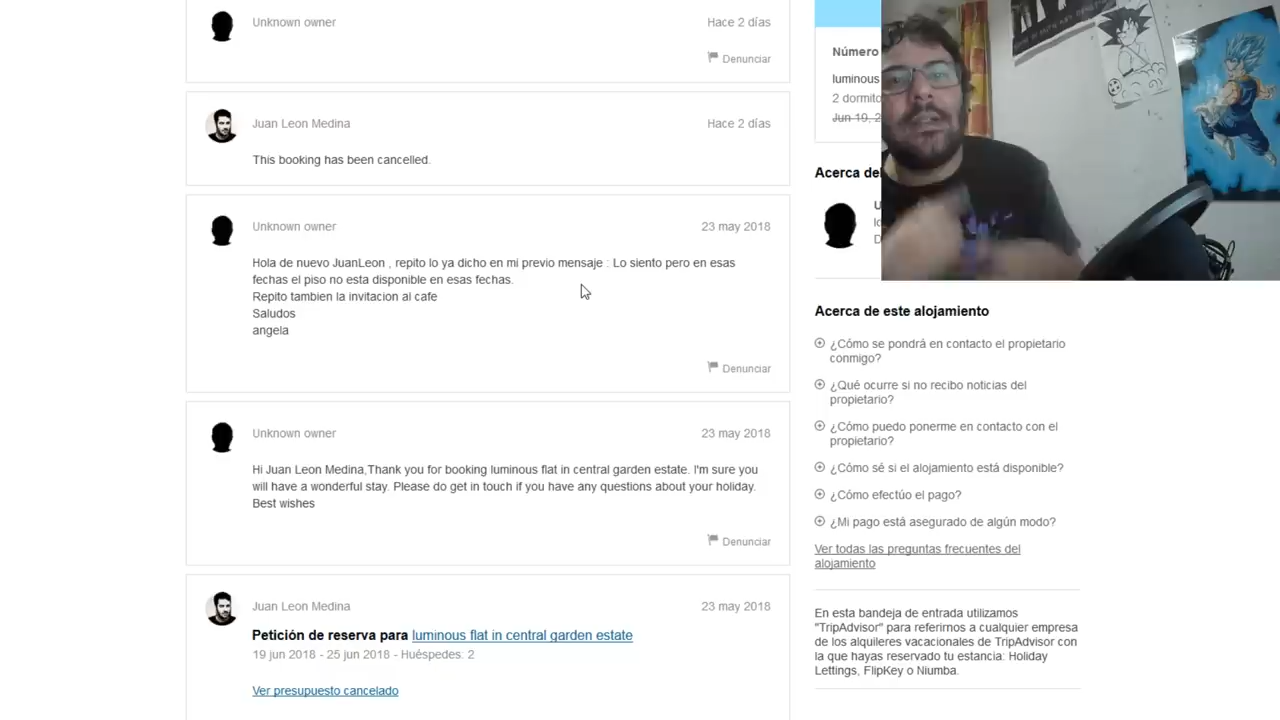 Unknown owner
Hace 2 días
Denunciar
Juan Leon Medina
Hace 2 días
This booking has been cancelled.
Unknown owner
23 may 2018
Hola de nuevo JuanLeon , repito lo ya dicho en mi previo mensaje : Lo siento pero en esas
fechas el piso no esta disponible en esas fechas.
Repito tambien la invitacion al cafe
Saludos
angela
Denunciar
Unknown owner
23 may 2018
Hi Juan Leon Medina,Thank you for booking luminous flat in central garden estate. I'm sure you
will have a wonderful stay. Please do get in touch if you have any questions about your holiday.
Best wishes
Denunciar
Juan Leon Medina
23 may 2018
Petición de reserva para luminous flat in central garden estate
19 jun 2018 - 25 jun 2018 - Huéspedes: 2
Ver presupuesto cancelado
Número
luminous
2 dormito
Jun 19, 2
Acerca del
Acerca de este alojamiento
¿Cómo se pondrá en contacto el propietario
conmigo?
¿Qué ocurre si no recibo noticias del
propietario?
¿Cómo puedo ponerme en contacto con el
propietario?
¿Cómo sé si el alojamiento está disponible?
¿Cómo efectúo el pago?
¿Mi pago está asegurado de algún modo?
Ver todas las preguntas frecuentes del
alojamiento
En esta bandeja de entrada utilizamos
"TripAdvisor" para referirnos a cualquier empresa
de los alquileres vacacionales de TripAdvisor con
la que hayas reservado tu estancia: Holiday
Lettings, FlipKey o Niumba.